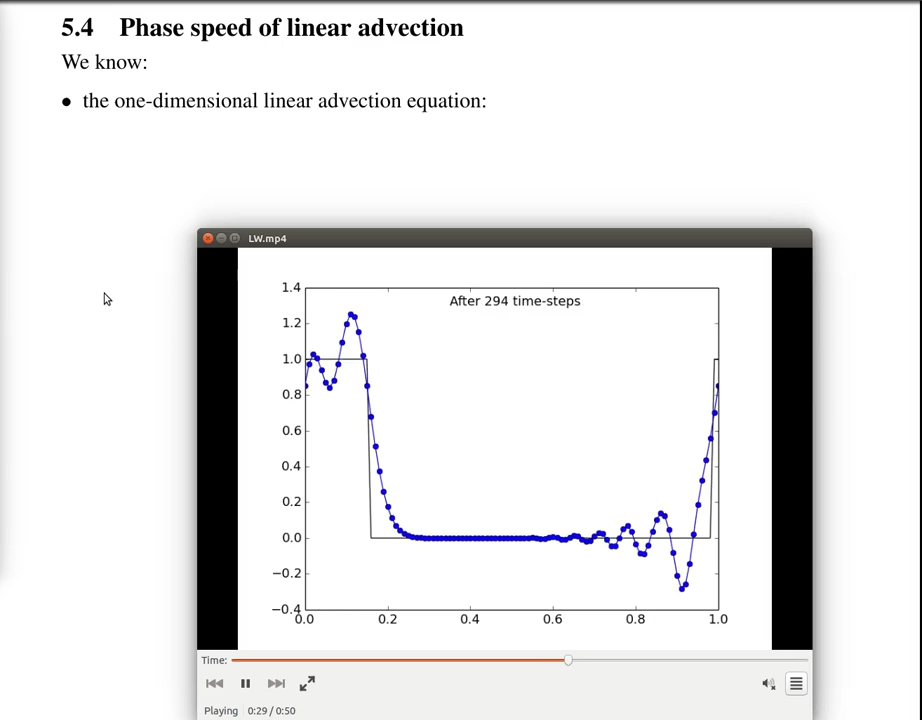 5.4 Phase speed of linear advection
We know:
• the one-dimensional linear advection equation:
LW.mp4
After 294 time-steps
1.4
1.2
1.0
0.8
0.6
0.4
0.2
0.0
−0.2
−0.4
0.0 0.2 0.4 0.6 0.8 1.0
Time:
Playing 0:29 / 0:50